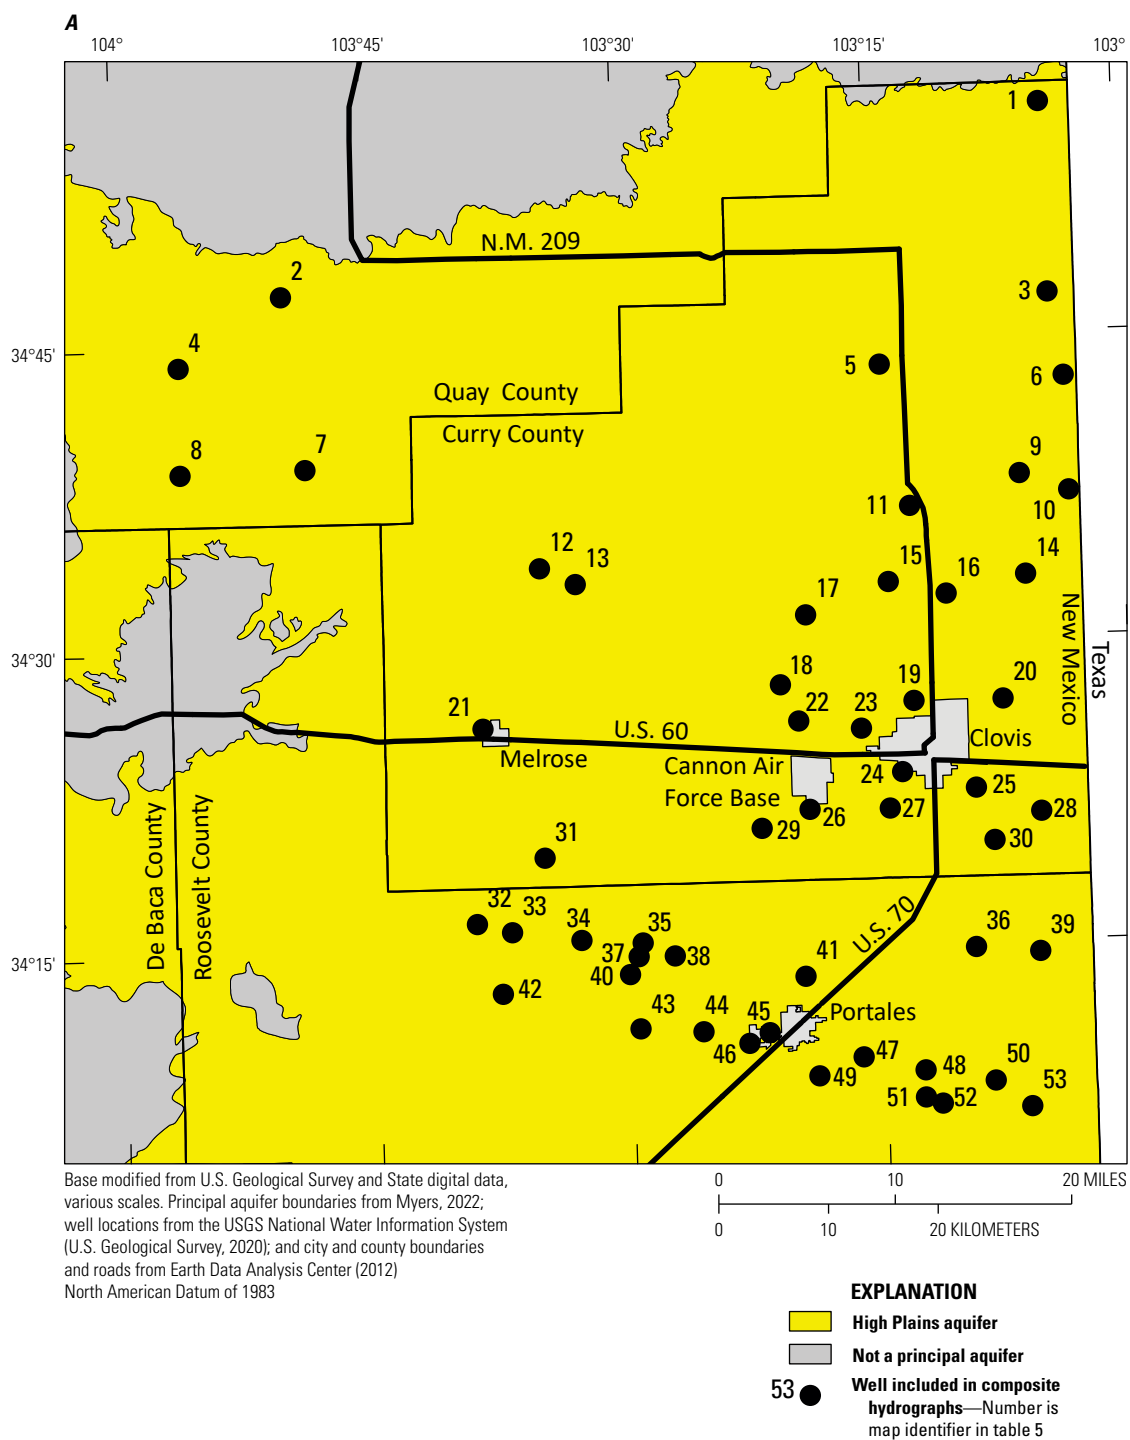 A
104°
103°45'
103°30'
103°15'
103°
1
N.M. 209
2
3
4
34°45'
5
6
Quay County
Curry County
7
8
9
10
11
12
13
14
15
16
17
New Mexico
Texas
34°30'
18
19
20
21
22
23
U.S. 60
Clovis
Melrose
Cannon Air
Force Base
24
25
26
27
28
29
30
31
De Baca County
Roosevelt County
32
33
34
35
36
37
38
39
40
41
U.S. 70
34°15'
42
43
44
45
Portales
46
47
48
49
50
51
52
53
Base modified from U.S. Geological Survey and State digital data,
various scales. Principal aquifer boundaries from Myers, 2022;
well locations from the USGS National Water Information System
(U.S. Geological Survey, 2020); and city and county boundaries
and roads from Earth Data Analysis Center (2012)
North American Datum of 1983
0 10 20 MILES
0 10 20 KILOMETERS
EXPLANATION
High Plains aquifer
Not a principal aquifer
53 Well included in composite
hydrographs—Number is
map identifier in table 5